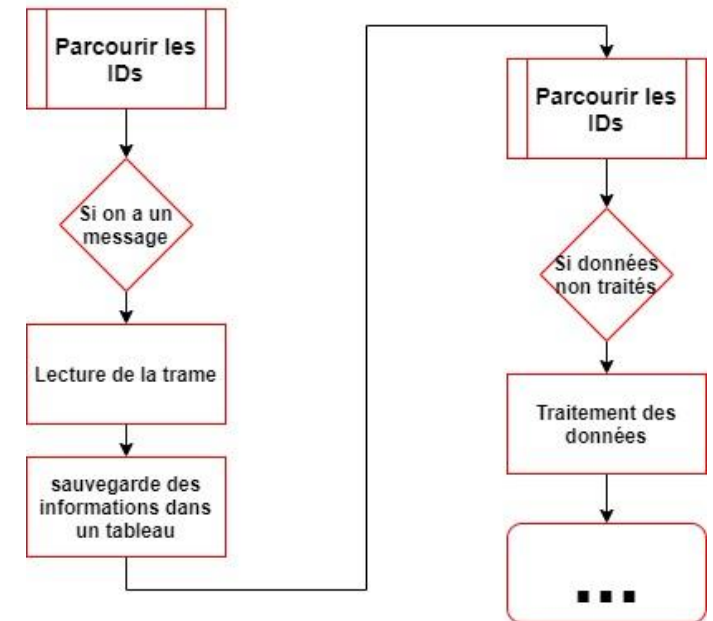 Parcourir les
IDs
Si on a un
message
Lecture de la trame
sauvegarde des
informations dans
un tableau
Parcourir les
IDs
Si données
non traités
Traitement des
données
...